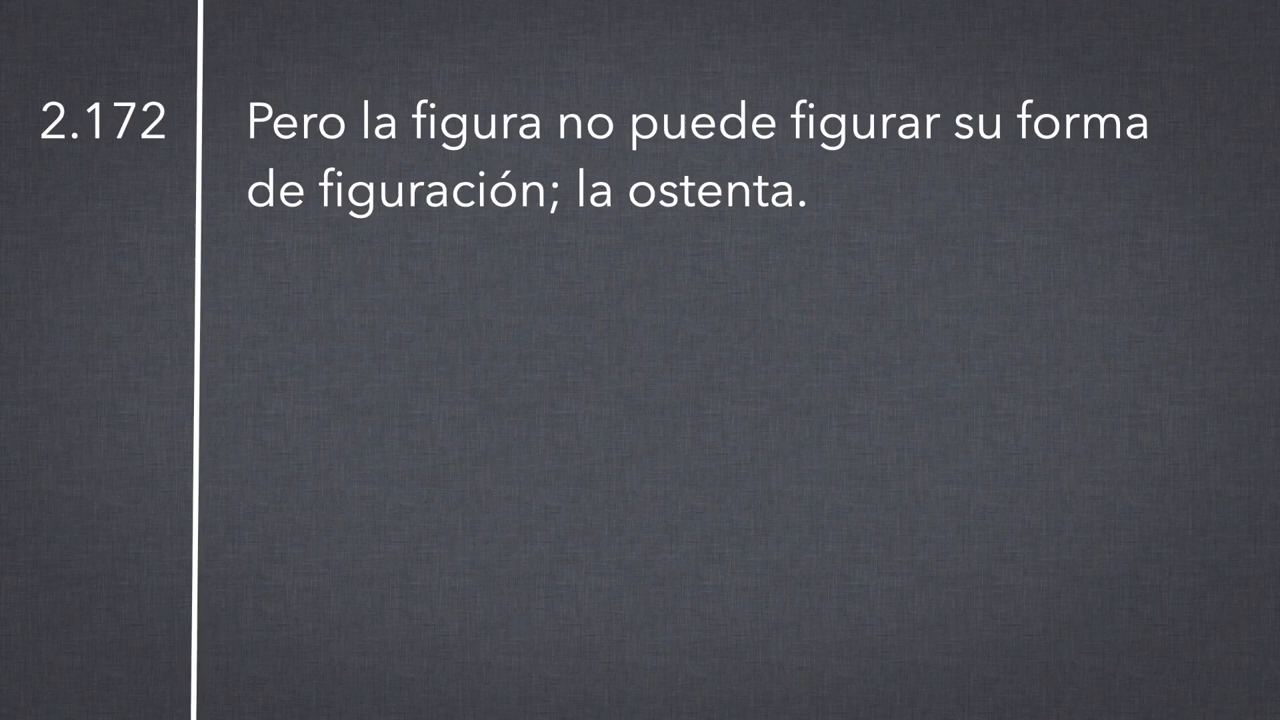 2.172
Pero la figura no puede figurar su forma
de figuración; la ostenta.